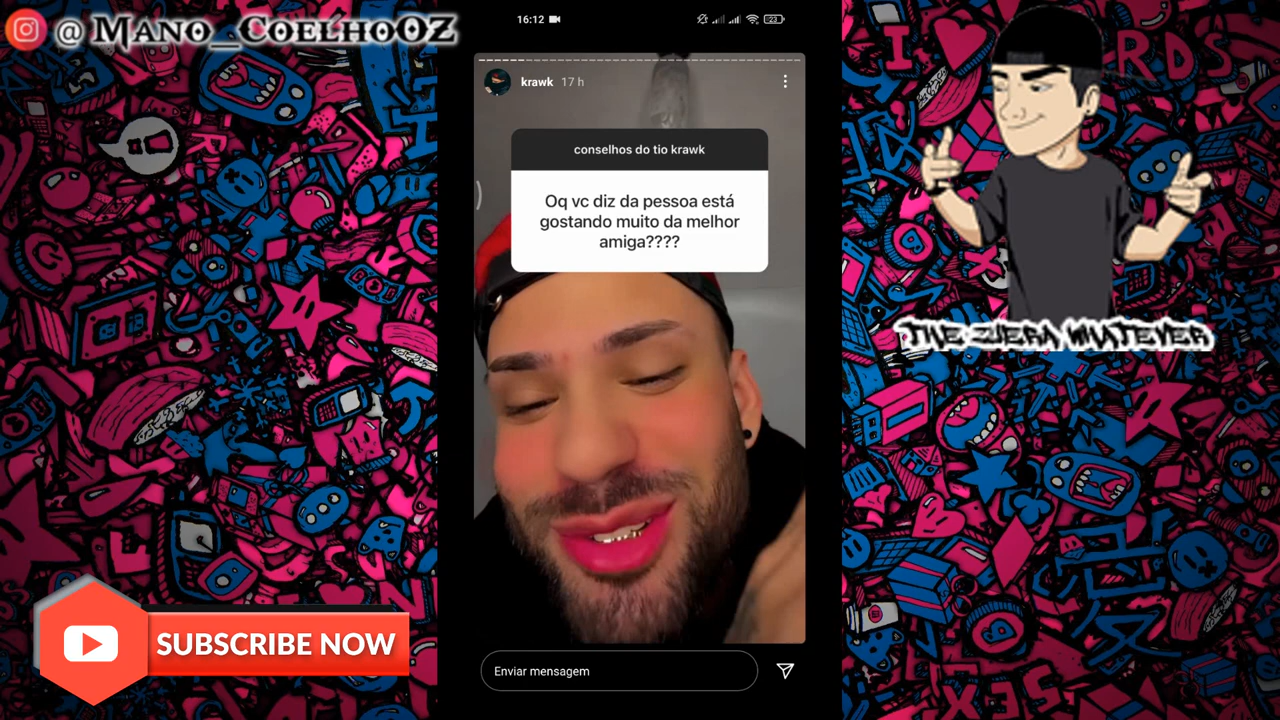 @ Mano_CoelhoOZ
16:12
23
krawk 17 h
conselhos do tio krawk
Oq vc diz da pessoa está
gostando muito da melhor
amiga????
THE ZUERA WHATEVER
SUBSCRIBE NOW
Enviar mensagem